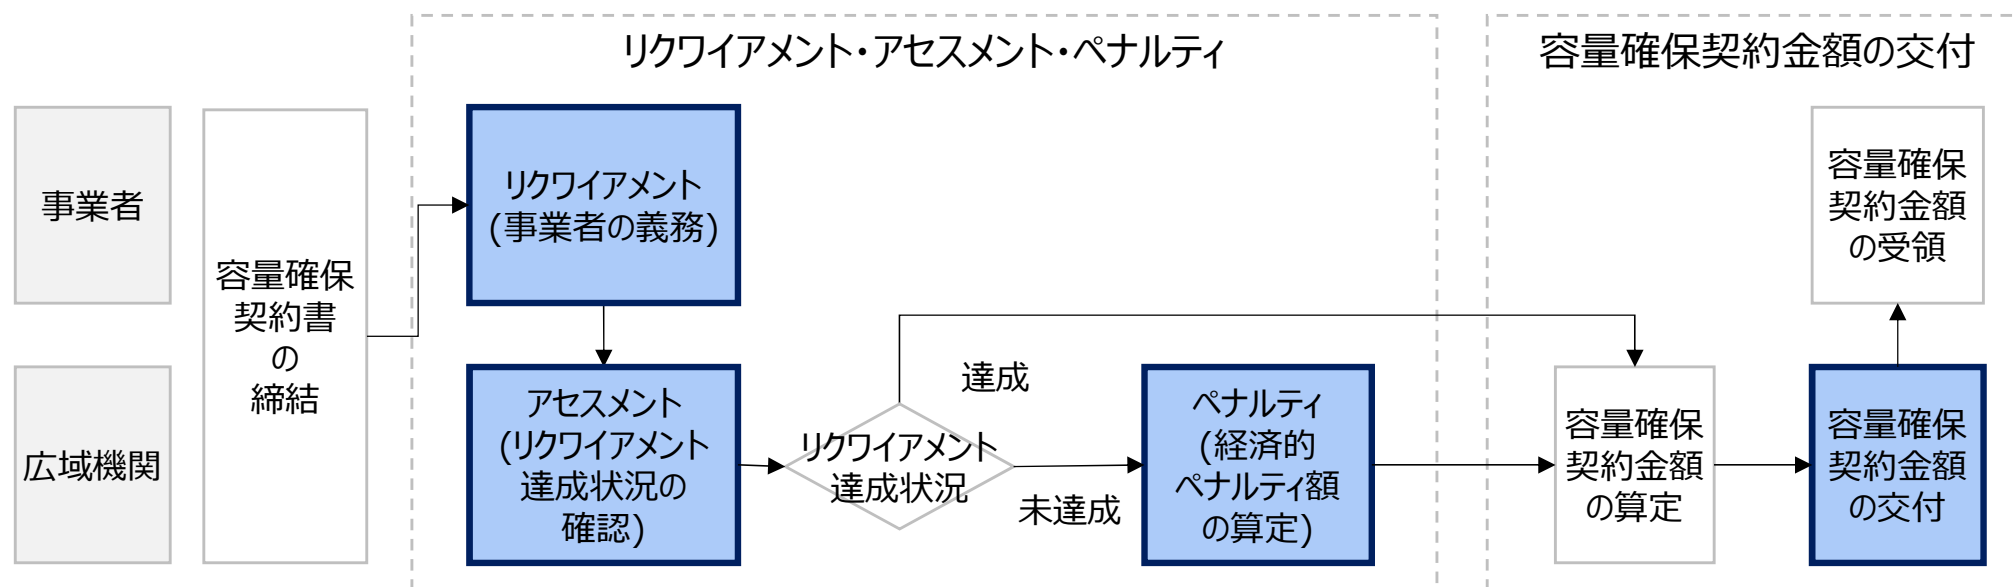 リクワイアメント・アセスメント・ペナルティ
容量確保契約金額の交付
事業者
広域機関
容量確保
契約書
の
締結
リクワイアメント
(事業者の義務)
アセスメント
(リクワイアメント
達成状況の
確認)
リクワイアメント
達成状況
達成
未達成
ペナルティ
(経済的
ペナルティ額
の算定)
容量確保
契約金額
の算定
容量確保
契約金額
の交付
容量確保
契約金額
の受領